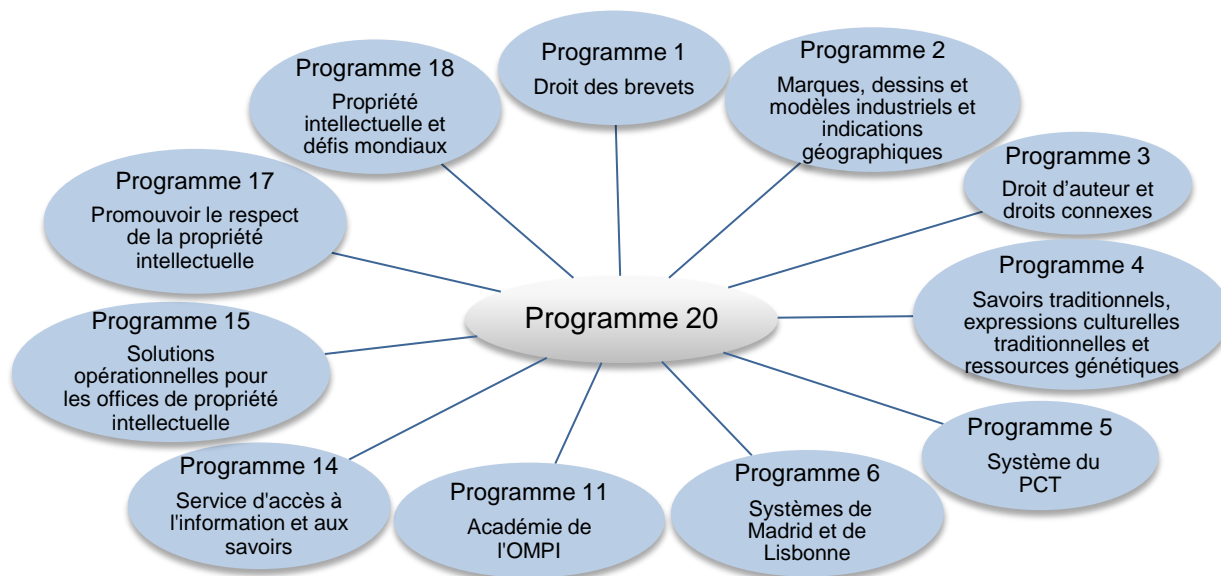 Programme 1
Droit des brevets
Programme 2
Marques, dessins et
modèles industriels et
indications
géographiques
Programme 3
Droit d’auteur et
droits connexes
Programme 4
Savoirs traditionnels,
expressions culturelles
traditionnelles et
ressources génétiques
Programme 5
Système du
PCT
Programme 6
Systèmes de
Madrid et de
Lisbonne
Programme 11
Académie de
l'OMPI
Programme 14
Service d'accès à
l'information et aux
savoirs
Programme 15
Solutions
opérationnelles pour
les offices de propriété
intellectuelle
Programme 17
Promouvoir le respect
de la propriété
intellectuelle
Programme 18
Propriété
intellectuelle et
défis mondiaux
Programme 20